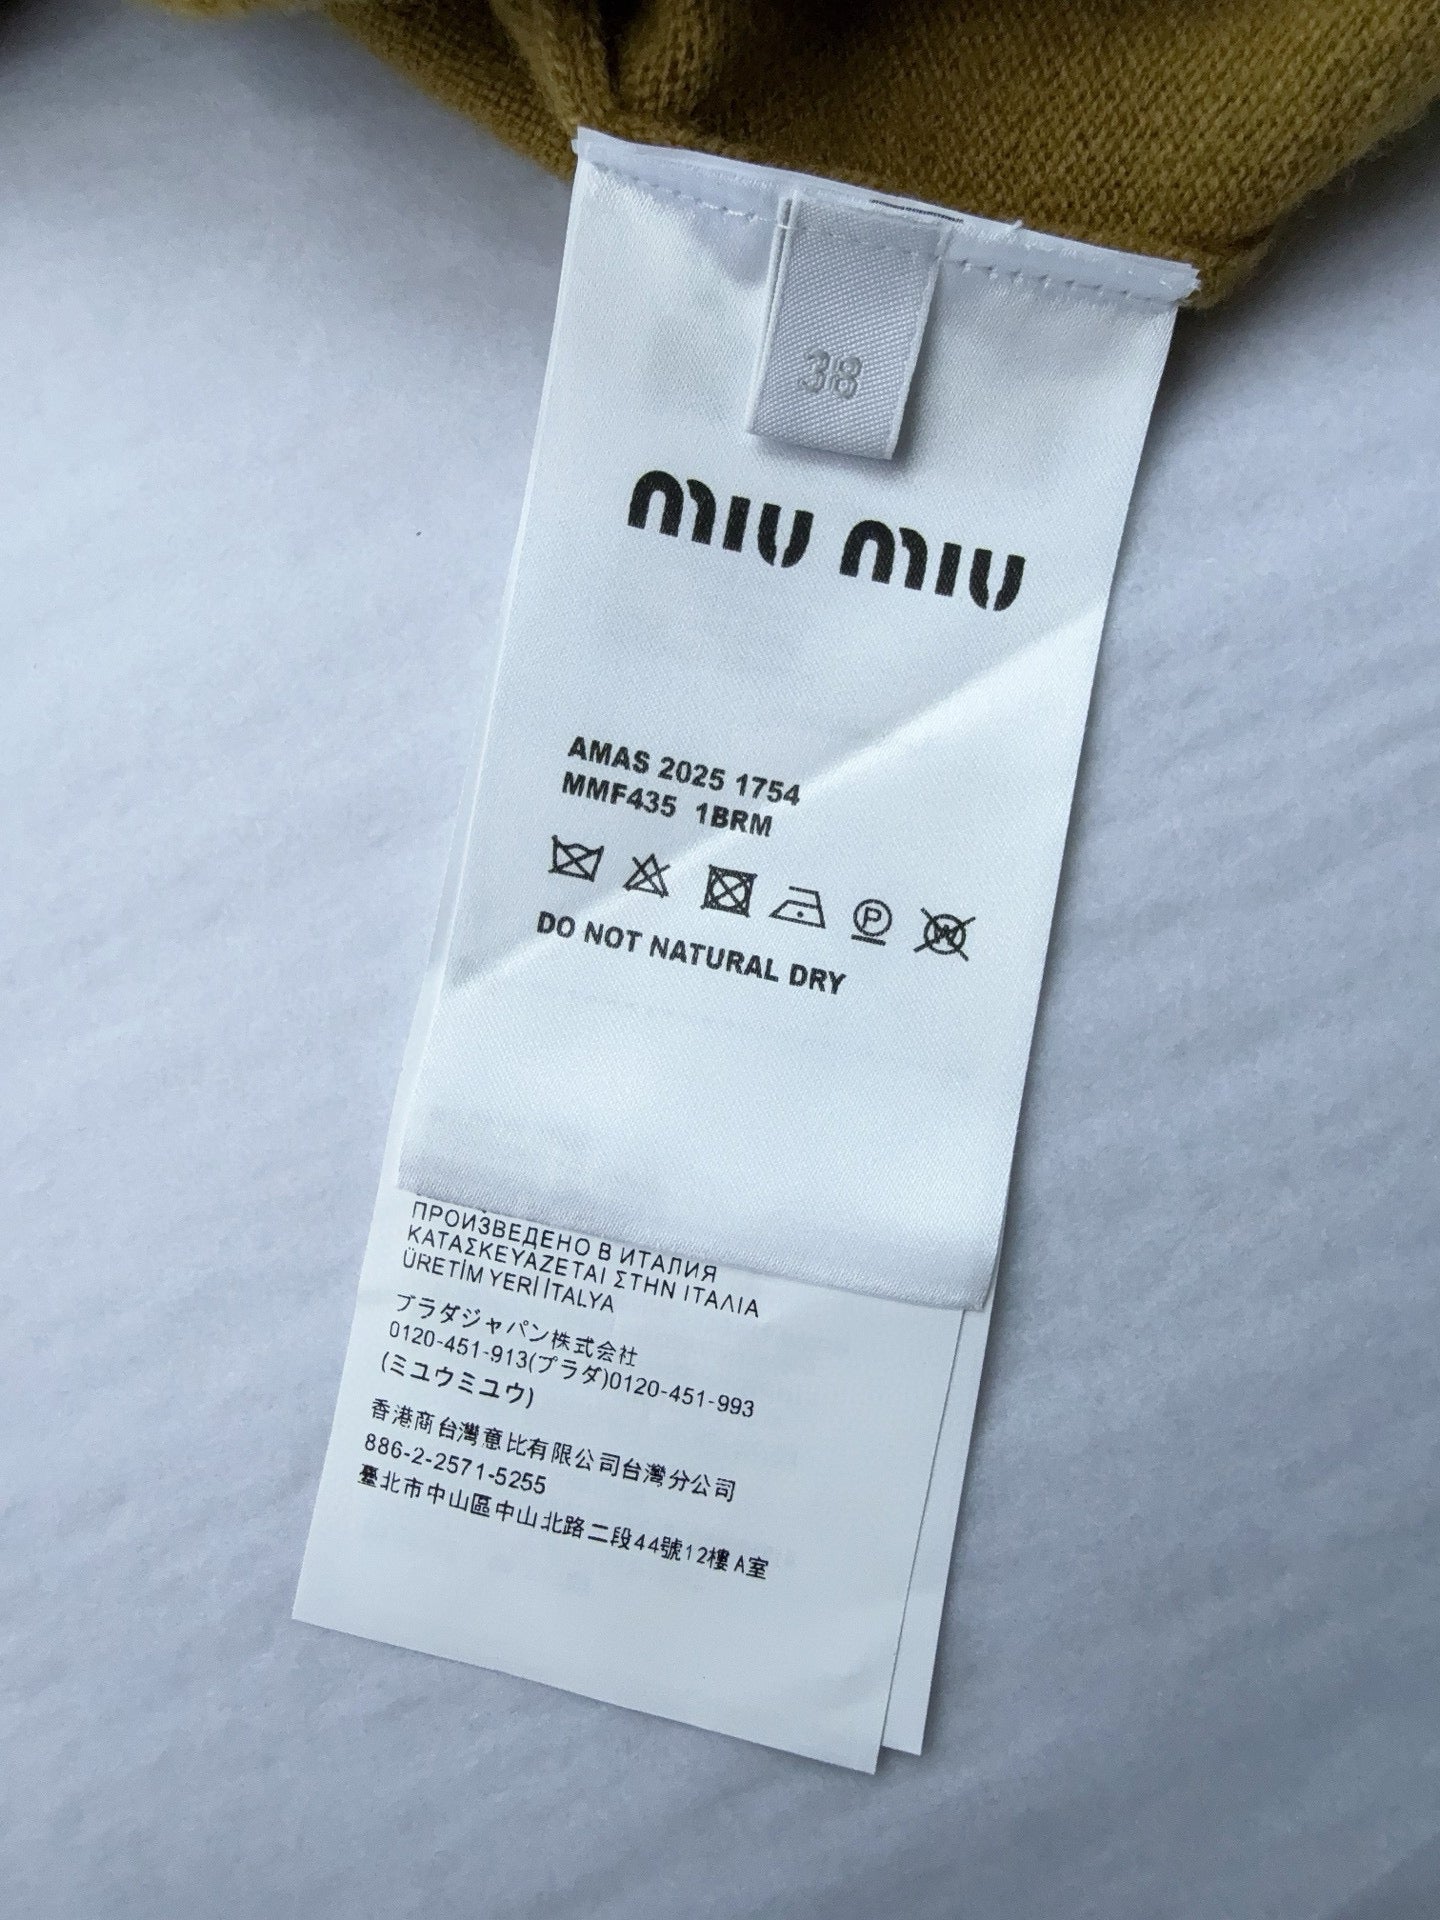 38
miu miu
AMAS 2025 1754
MMF435 1BRM
P
W
DO NOT NATURAL DRY
ПРОИЗВЕДЕНО В ИТАЛИЯ
ΚΑΤΑΣΚΕΥΑΖΕΤΑΙ ΣΤΗΝ ΙΤΑΛΙΑ
ÜRETİM YERİ İTALYA
プラダジャパン株式会社
0120-451-913(プラダ)0120-451-993
(ミユウミユウ)
香港商台灣意比有限公司台灣分公司
886-2-2571-5255
臺北市中山區中山北路二段44號12樓A室